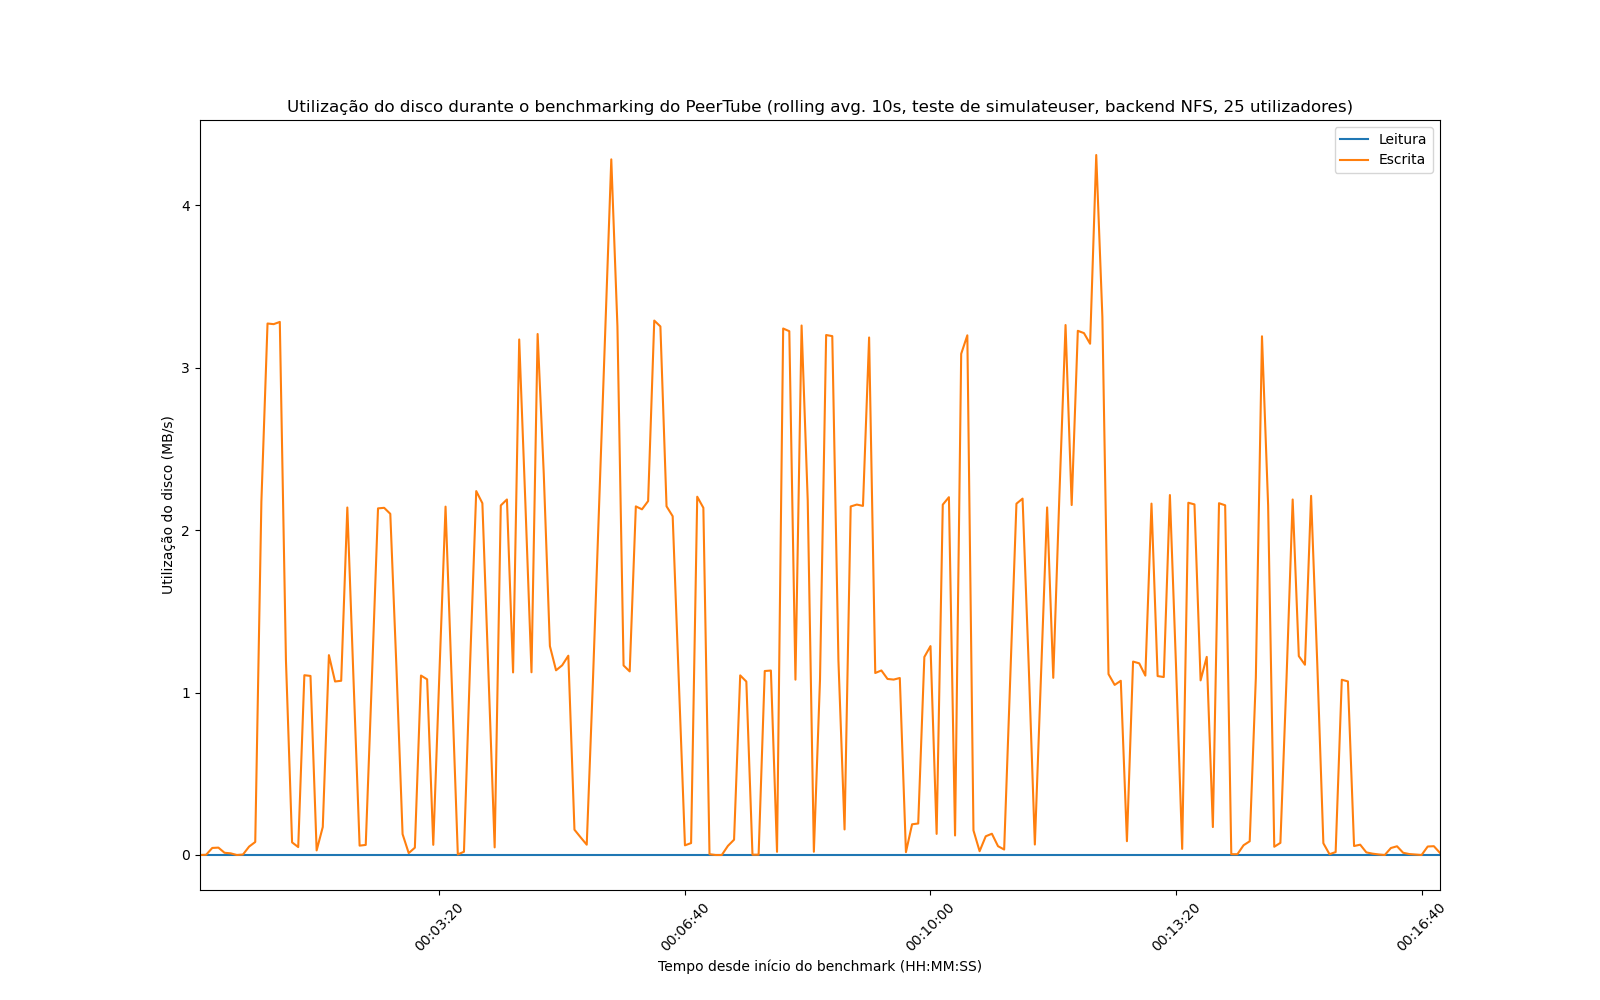 Utilização do disco durante o benchmarking do PeerTube (rolling avg. 10s, teste de simulateuser, backend NFS, 25 utilizadores)
Leitura
Escrita
Utilização do disco (MB/s)
4
3
2
1
0
00:03:20
00:06:40
00:10:00
00:13:20
00:16:40
Tempo desde início do benchmark (HH:MM:SS)